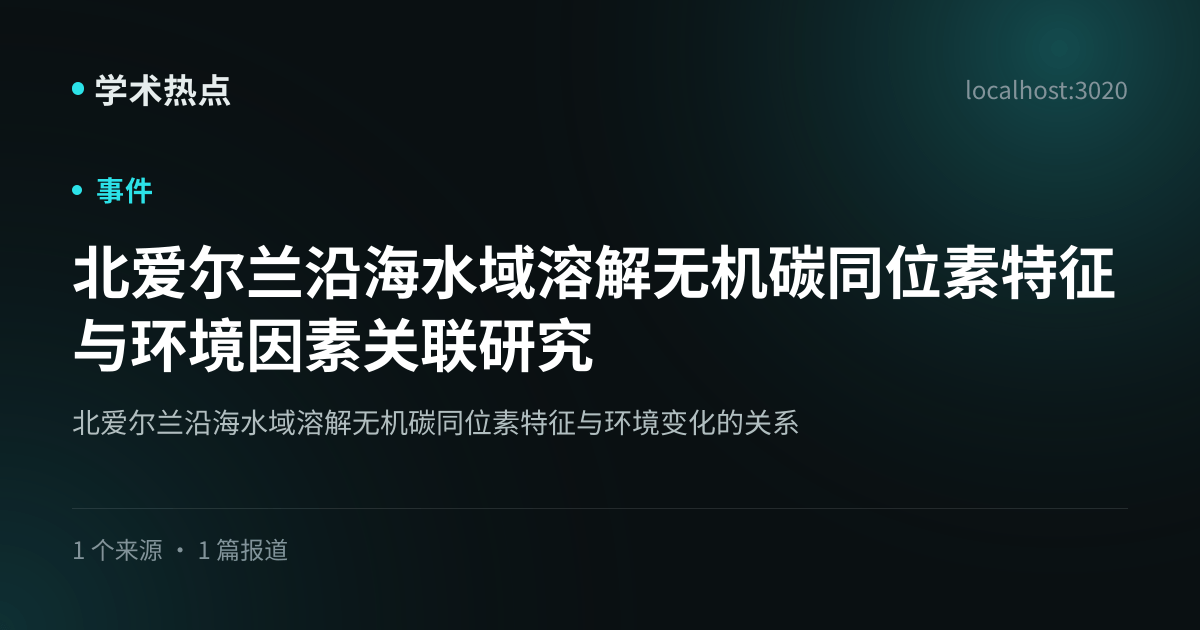 学术热点
localhost:3020
事件
北爱尔兰沿海水域溶解无机碳同位素特征
与环境因素关联研究
北爱尔兰沿海水域溶解无机碳同位素特征与环境变化的关系
1 个来源 · 1 篇报道